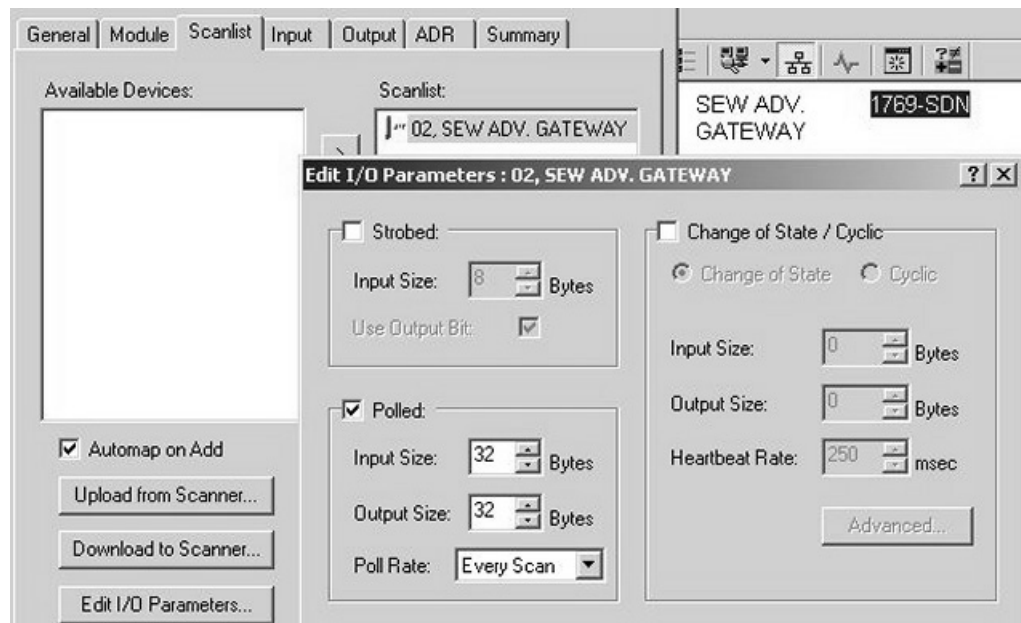 General Module Scanlist Input Output ADR Summary
Available Devices:
Scanlist:
02, SEW ADV. GATEWAY
SEW ADV.
GATEWAY
1769-SDN
Edit I/O Parameters : 02, SEW ADV. GATEWAY
Strobed:
Input Size: 8 Bytes
Use Output Bit:
Polled:
Input Size: 32 Bytes
Output Size: 32 Bytes
Poll Rate: Every Scan
Change of State / Cyclic
Change of State Cyclic
Input Size: 0 Bytes
Output Size: 0 Bytes
Heartbeat Rate: 250 msec
Advanced...
Automap on Add
Upload from Scanner...
Download to Scanner...
Edit I/O Parameters...